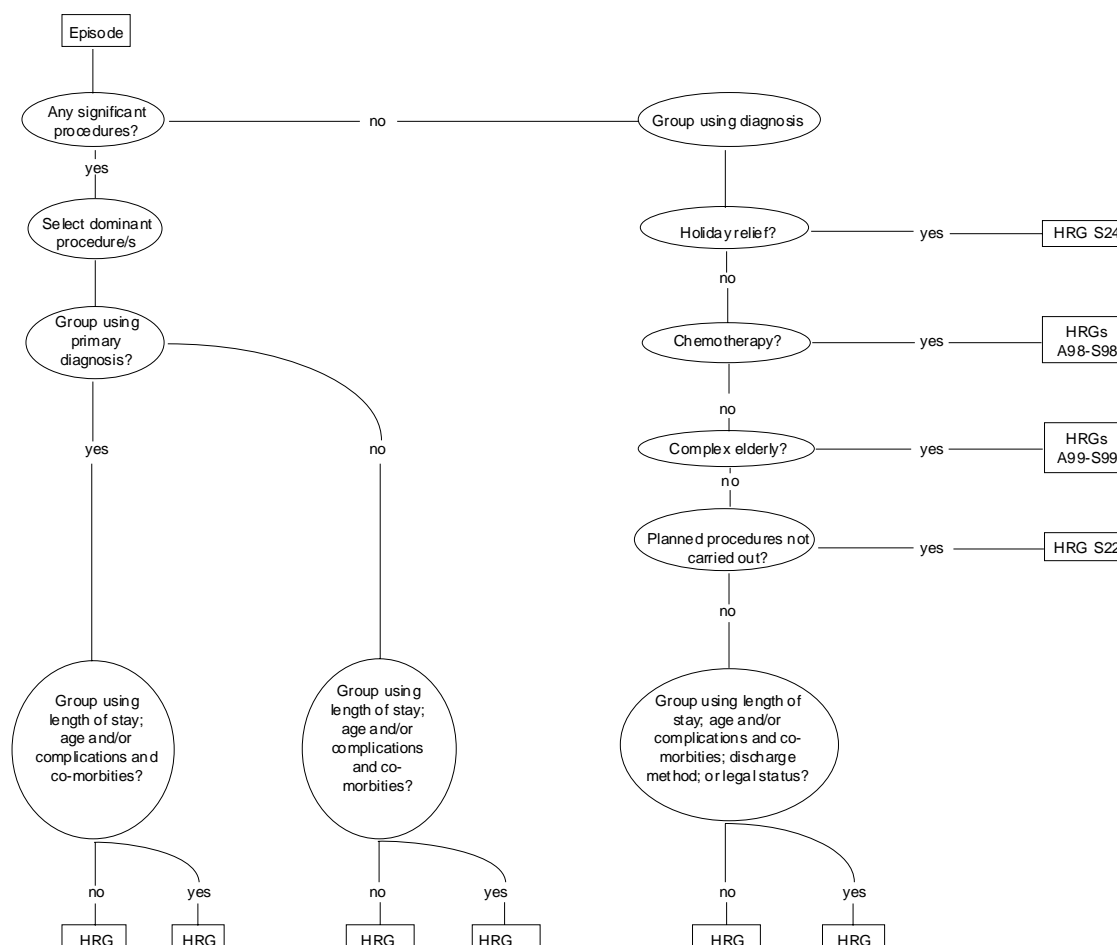 Episode
Any significant
procedures?
no
Group using diagnosis
yes
Select dominant
procedure/s
Holiday relief?
yes
HRG S24
no
Group using
primary
diagnosis?
Chemotherapy?
yes
HRGs
A98-S98
no
yes
no
Complex elderly?
yes
HRGs
A99-S99
no
Planned procedures not
carried out?
yes
HRG S22
no
Group using
length of stay;
age and/or
complications and
co-morbities?
Group using
length of stay;
age and/or
complications
and co-
morbities?
Group using length of
stay; age and/or
complications and co-
morbities; discharge
method; or legal status?
no
yes
no
yes
no
yes
HRG
HRG
HRG
HRG
HRG
HRG